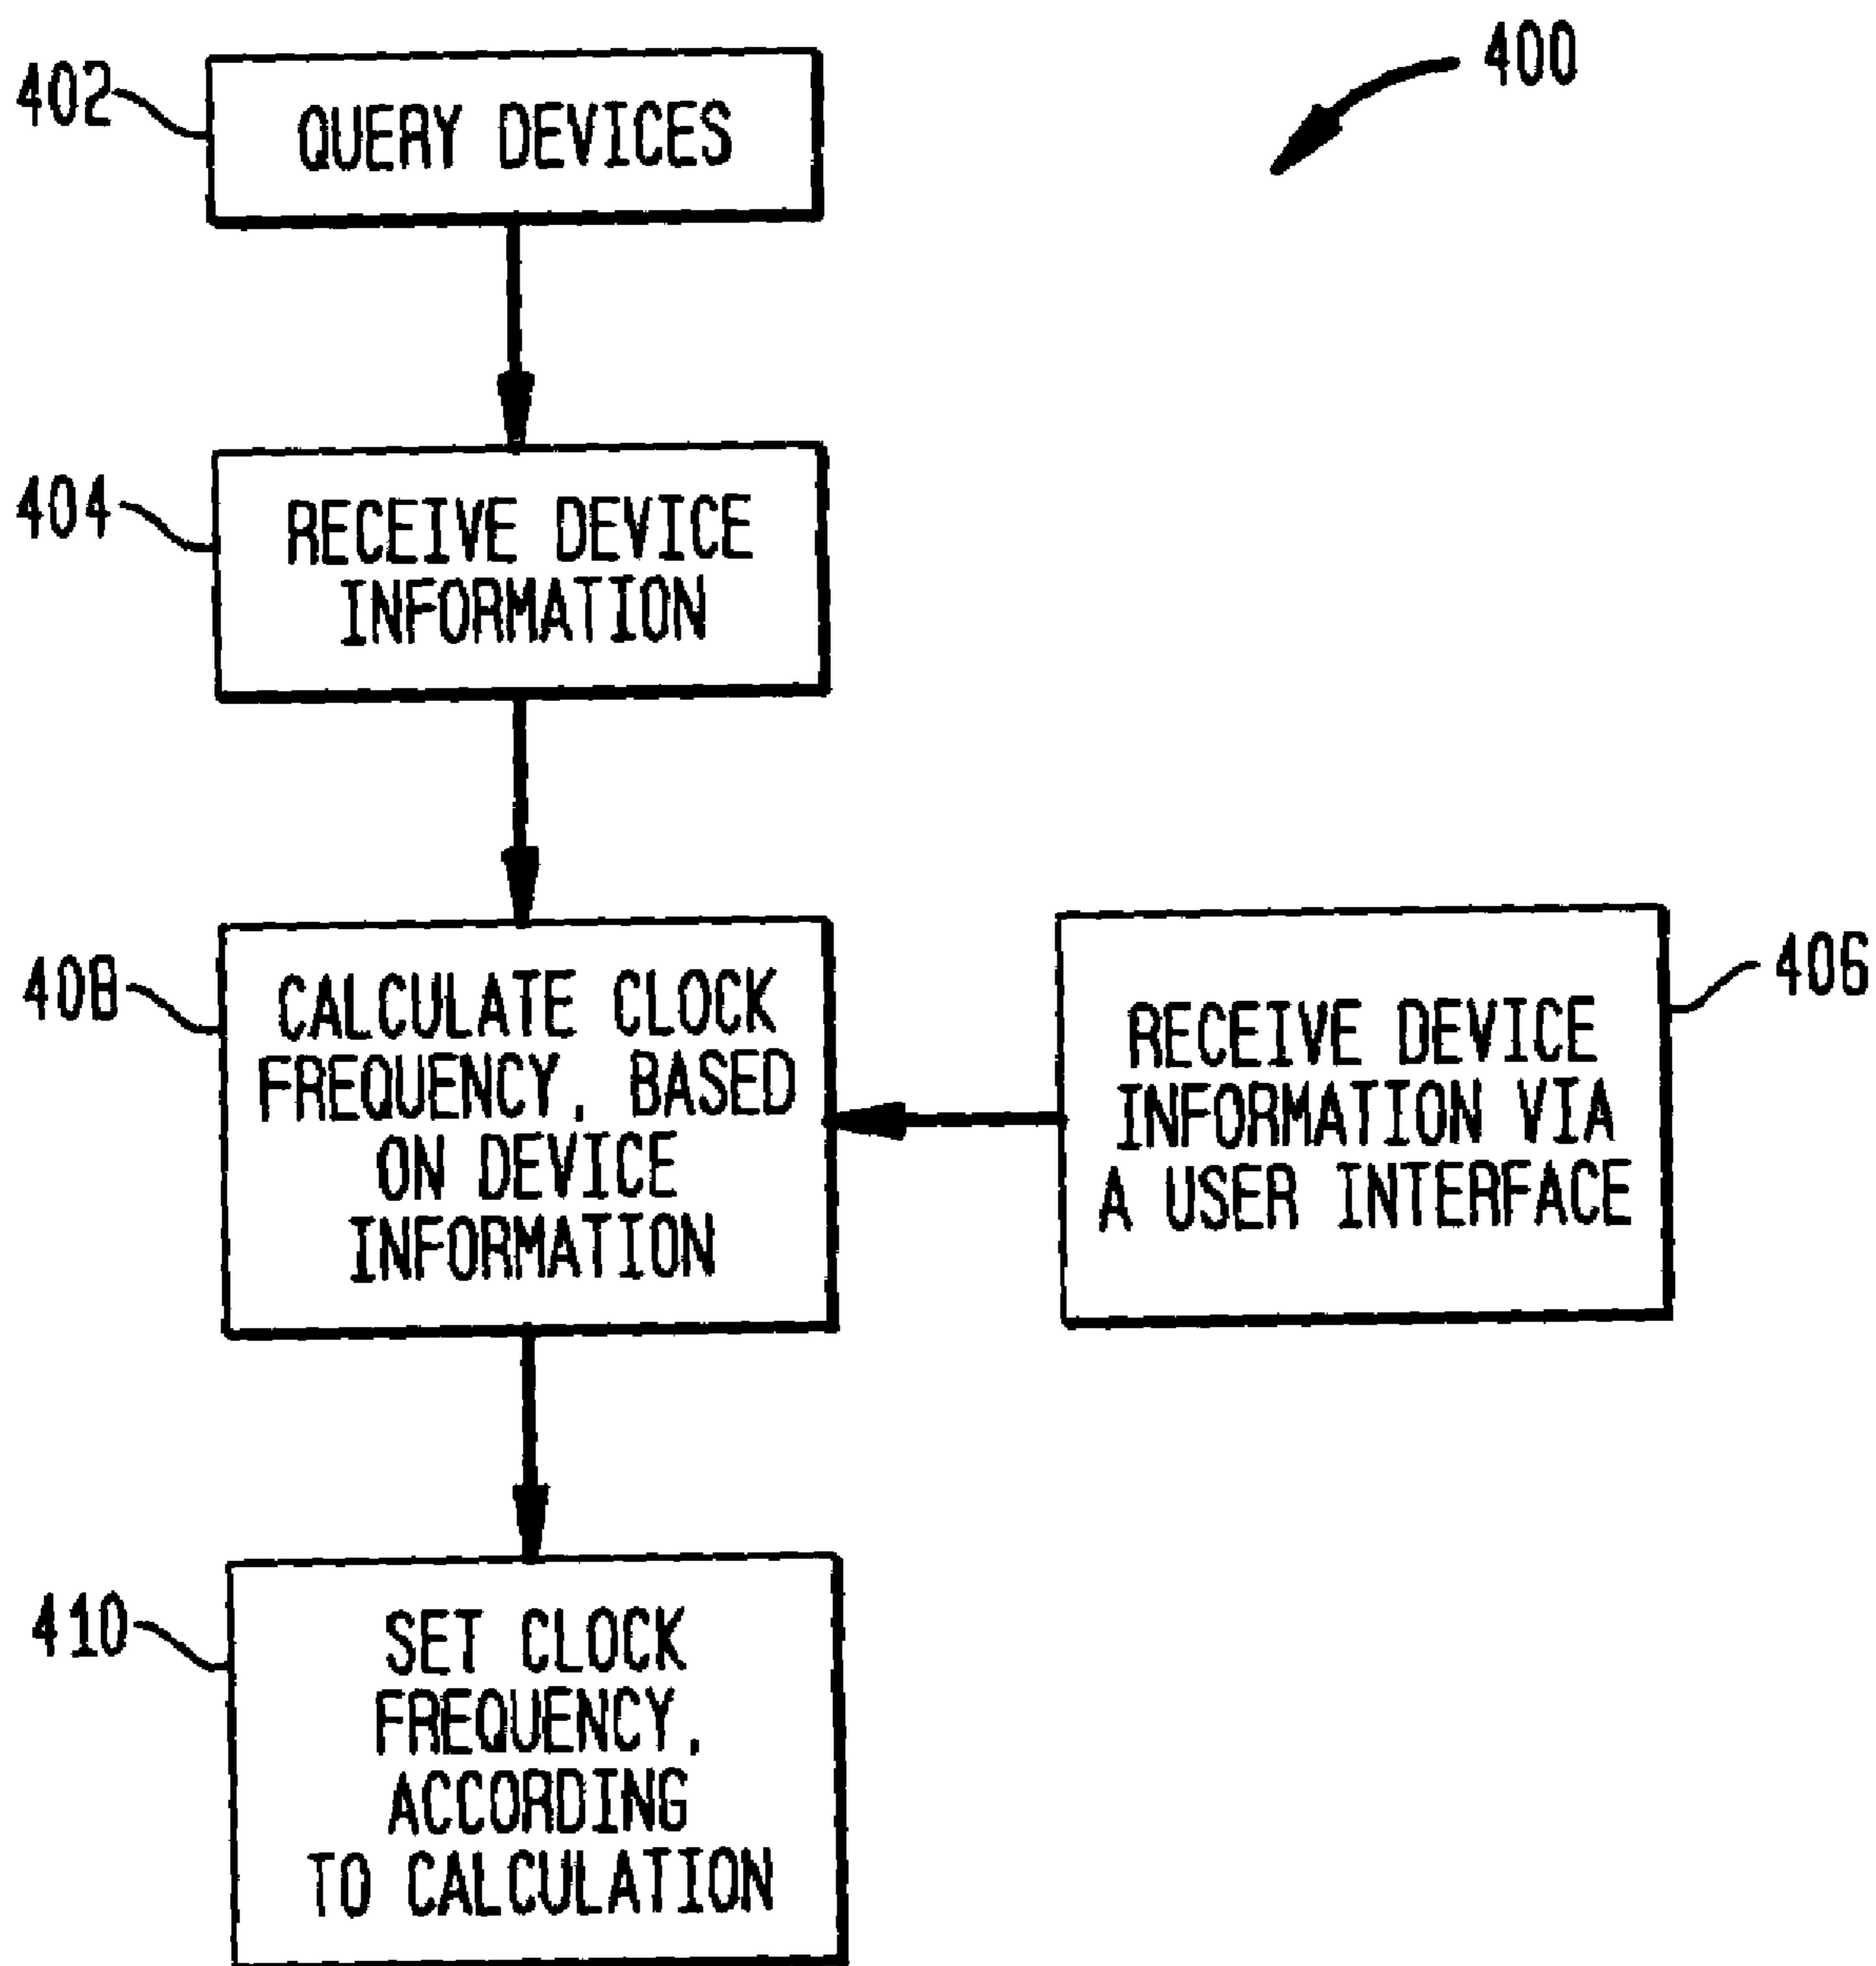 400
402
QUERY DEVICES
404
RECEIVE DEVICE
INFORMATION
408
CALCULATE CLOCK
FREQUENCY, BASED
ON DEVICE
INFORMATION
406
RECEIVE DEVICE
INFORMATION VIA
A USER INTERFACE
410
SET CLOCK
FREQUENCY,
ACCORDING
TO CALCULATION